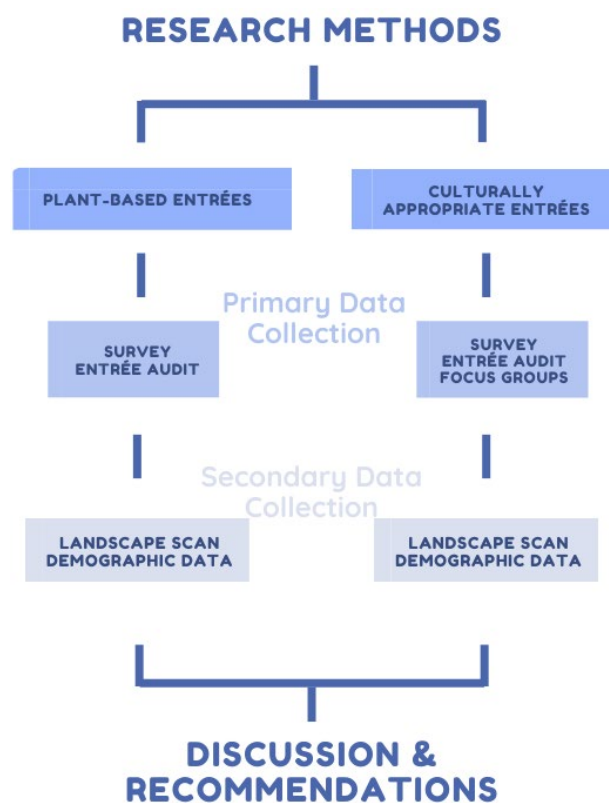 RESEARCH METHODS
PLANT-BASED ENTRÉES
CULTURALLY
APPROPRIATE ENTRÉES
Primary Data
Collection
SURVEY
ENTRÉE AUDIT
SURVEY
ENTRÉE AUDIT
FOCUS GROUPS
Secondary Data
Collection
LANDSCAPE SCAN
DEMOGRAPHIC DATA
LANDSCAPE SCAN
DEMOGRAPHIC DATA
DISCUSSION &
RECOMMENDATIONS